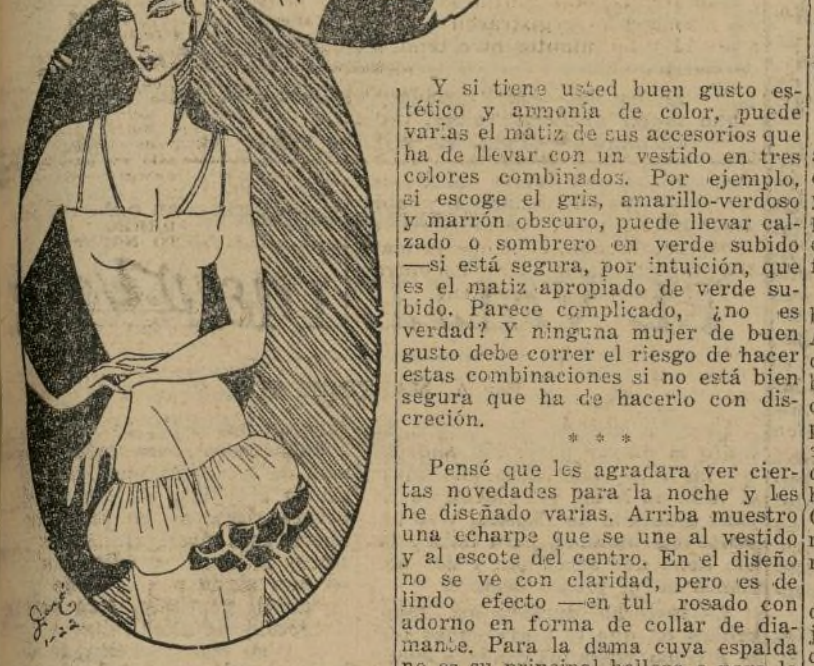 Y si tiene usted buen gusto es-
tético y armonía de color, puede
varías el matiz de sus accesorios que
ha de llevar con un vestido en tres
colores combinados. Por ejemplo,
si escoge el gris, amarillo-verdoso
y marrón obscuro, puede llevar cal-
zado o sombrero en verde subido
—si está segura, por intuición, que
es el matiz apropiado de verde su-
bido. Parece complicado, ¿no es
verdad? Y ninguna mujer de buen
gusto debe correr el riesgo de hacer
estas combinaciones si no está bien
segura que ha de hacerlo con dis-
creción.
* * *
Pensé que les agradara ver cier-
tas novedades para la noche y les
he diseñado varias. Arriba muestro
una echarpe que se une al vestido
y al escote del centro. En el diseño
no se ve con claridad, pero es de
lindo efecto —en tul rosado con
adorno en forma de collar de dia-
mante. Para la dama cuya espalda
no es su principal
1-22